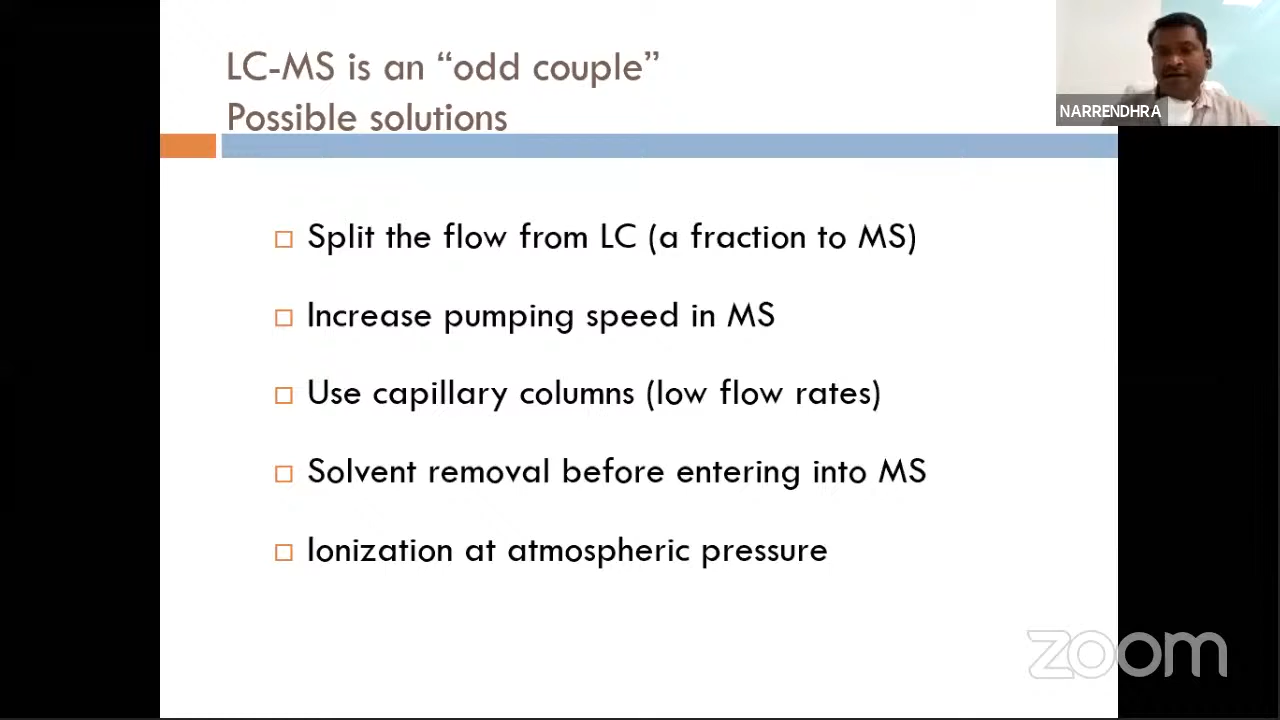 LC-MS is an “odd couple”
Possible solutions
NARRENDHRA
Split the flow from LC (a fraction to MS)
Increase pumping speed in MS
Use capillary columns (low flow rates)
Solvent removal before entering into MS
Ionization at atmospheric pressure
zoom